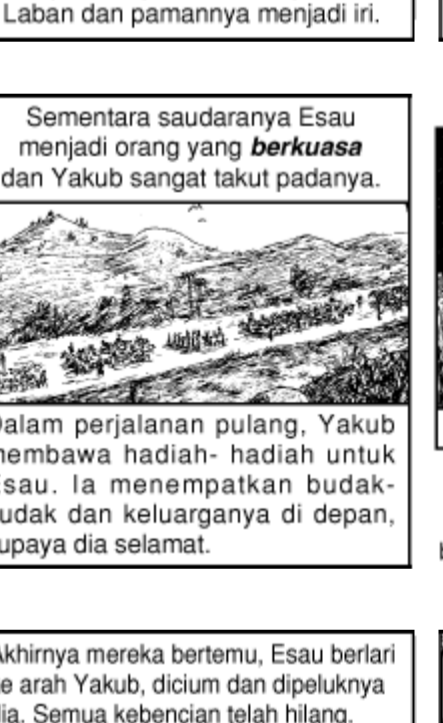 Laban dan pamannya menjadi iri.
Sementara saudaranya Esau
menjadi orang yang berkuasa
dan Yakub sangat takut padanya.
Dalam perjalanan pulang, Yakub
membawa hadiah- hadiah untuk
Esau. Ia menempatkan budak-
budak dan keluarganya di depan,
supaya dia selamat.
Akhirnya mereka bertemu, Esau berlari
ke arah Yakub, dicium dan dipeluknya
dia. Semua kebencian telah hilang.